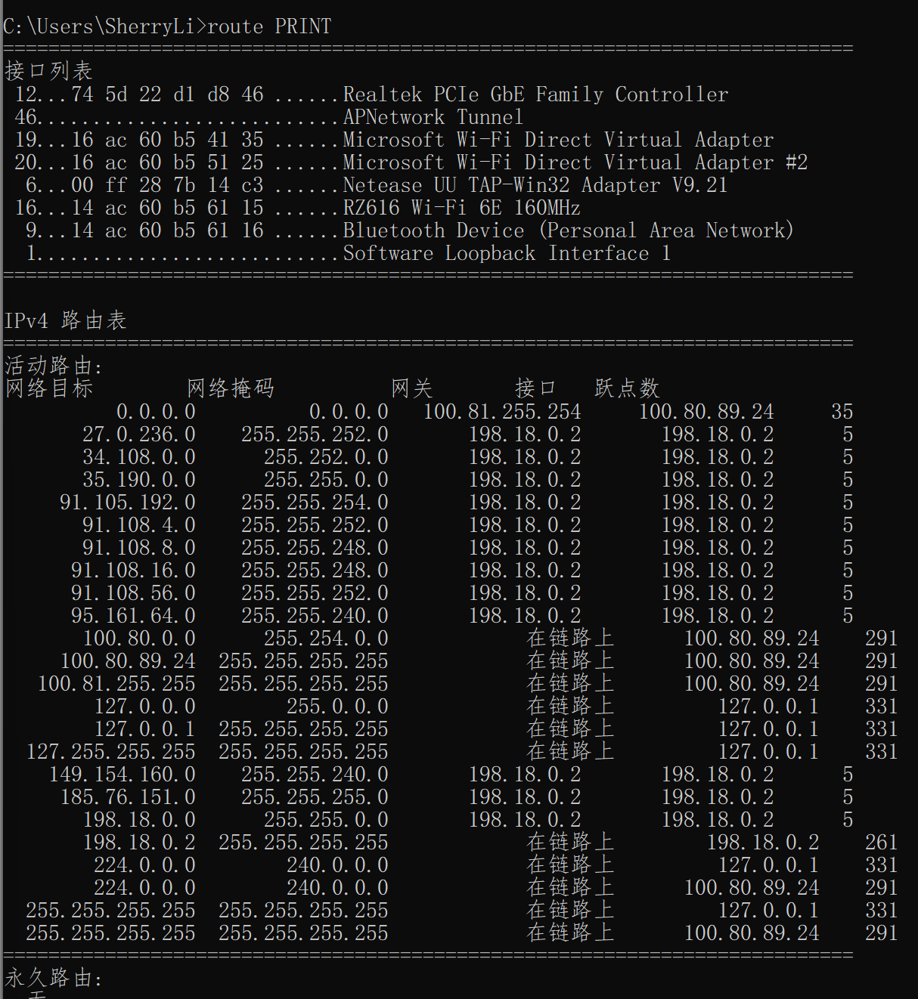 C:\Users\SherryLi>route PRINT
===========================================================================
接口列表
 12...74 5d 22 d1 d8 46 ......Realtek PCIe GbE Family Controller
 46...........................APNetwork Tunnel
 19...16 ac 60 b5 41 35 ......Microsoft Wi-Fi Direct Virtual Adapter
 20...16 ac 60 b5 51 25 ......Microsoft Wi-Fi Direct Virtual Adapter #2
  6...00 ff 28 7b 14 c3 ......Netease UU TAP-Win32 Adapter V9.21
 16...14 ac 60 b5 61 15 ......RZ616 Wi-Fi 6E 160MHz
  9...14 ac 60 b5 61 16 ......Bluetooth Device (Personal Area Network)
  1...........................Software Loopback Interface 1
===========================================================================
IPv4 路由表
===========================================================================
活动路由:
网络目标        网络掩码          网关       接口   跃点数
          0.0.0.0          0.0.0.0   100.81.255.254     100.80.89.24     35
       27.0.236.0    255.255.252.0       198.18.0.2       198.18.0.2      5
       34.108.0.0      255.252.0.0       198.18.0.2       198.18.0.2      5
       35.190.0.0      255.255.0.0       198.18.0.2       198.18.0.2      5
     91.105.192.0    255.255.254.0       198.18.0.2       198.18.0.2      5
       91.108.4.0    255.255.252.0       198.18.0.2       198.18.0.2      5
       91.108.8.0    255.255.248.0       198.18.0.2       198.18.0.2      5
      91.108.16.0    255.255.248.0       198.18.0.2       198.18.0.2      5
      91.108.56.0    255.255.252.0       198.18.0.2       198.18.0.2      5
      95.161.64.0    255.255.240.0       198.18.0.2       198.18.0.2      5
       100.80.0.0      255.254.0.0            在链路上      100.80.89.24    291
     100.80.89.24  255.255.255.255            在链路上      100.80.89.24    291
   100.81.255.255  255.255.255.255            在链路上      100.80.89.24    291
        127.0.0.0        255.0.0.0            在链路上         127.0.0.1    331
        127.0.0.1  255.255.255.255            在链路上         127.0.0.1    331
  127.255.255.255  255.255.255.255            在链路上         127.0.0.1    331
    149.154.160.0    255.255.240.0       198.18.0.2       198.18.0.2      5
     185.76.151.0    255.255.255.0       198.18.0.2       198.18.0.2      5
       198.18.0.0      255.255.0.0       198.18.0.2       198.18.0.2      5
       198.18.0.2  255.255.255.255            在链路上        198.18.0.2    261
        224.0.0.0        240.0.0.0            在链路上         127.0.0.1    331
        224.0.0.0        240.0.0.0            在链路上      100.80.89.24    291
  255.255.255.255  255.255.255.255            在链路上         127.0.0.1    331
  255.255.255.255  255.255.255.255            在链路上      100.80.89.24    291
===========================================================================
永久路由:
  无